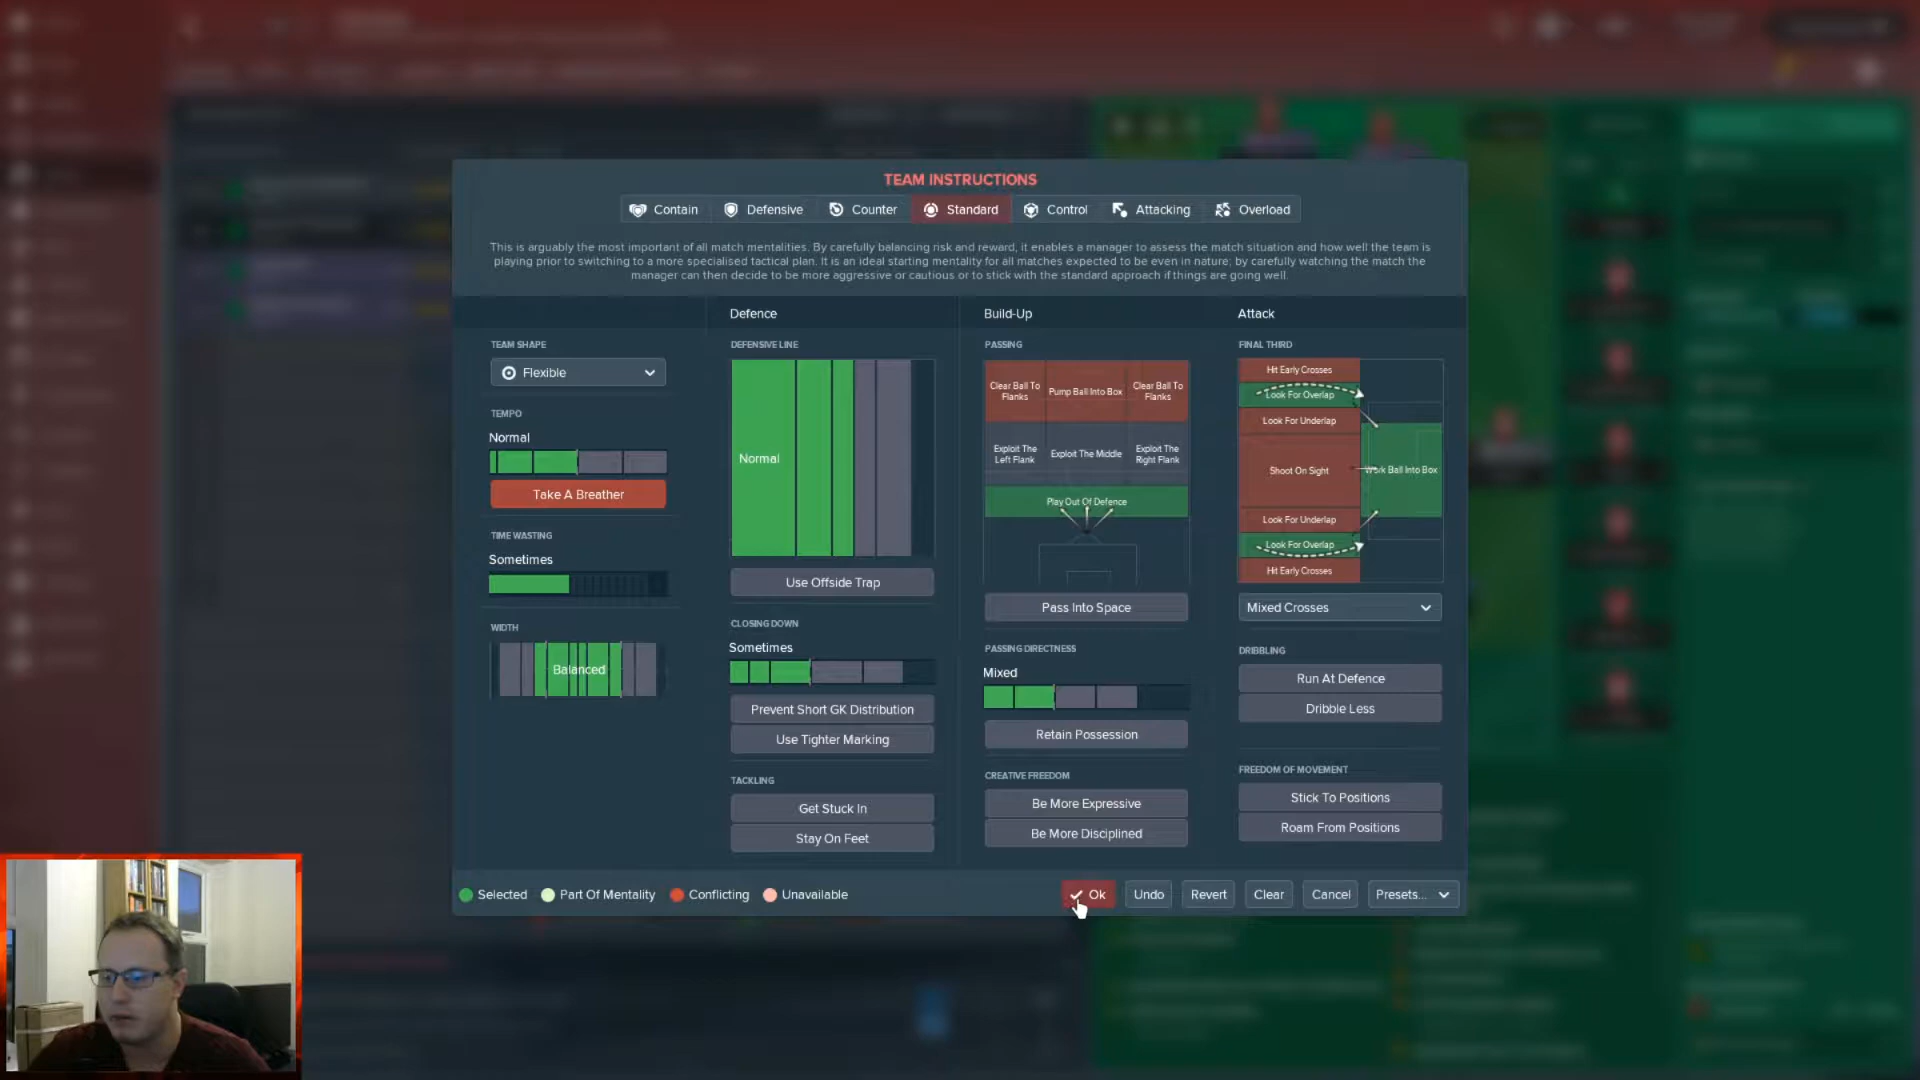 TEAM INSTRUCTIONS
Contain
Defensive
Counter
Standard
Control
Attacking
Overload
This is arguably the most important of all match mentalities. By carefully balancing risk and reward, it enables a manager to assess the match situation and how well the team is
playing prior to switching to a more specialised tactical plan. It is an ideal starting mentality for all matches expected to be even in nature; by carefully watching the match the
manager can then decide to be more aggressive or cautious or to stick with the standard approach if things are going well.
TEAM SHAPE
Flexible
TEMPO
Normal
Take A Breather
TIME WASTING
Sometimes
WIDTH
Balanced
Defence
DEFENSIVE LINE
Normal
Use Offside Trap
CLOSING DOWN
Sometimes
Prevent Short GK Distribution
Use Tighter Marking
TACKLING
Get Stuck In
Stay On Feet
Build-Up
PASSING
Clear Ball To
Flanks
Pump Ball Into Box
Clear Ball To
Flanks
Exploit The
Left Flank
Exploit The Middle
Exploit The
Right Flank
Play Out Of Defence
Pass Into Space
PASSING DIRECTNESS
Mixed
Retain Possession
CREATIVE FREEDOM
Be More Expressive
Be More Disciplined
Attack
FINAL THIRD
Hit Early Crosses
Look For Overlap
Look For Underlap
Shoot On Sight
Work Ball Into Box
Look For Underlap
Look For Overlap
Hit Early Crosses
Mixed Crosses
DRIBBLING
Run At Defence
Dribble Less
FREEDOM OF MOVEMENT
Stick To Positions
Roam From Positions
Selected
Part Of Mentality
Conflicting
Unavailable
Ok
Undo
Revert
Clear
Cancel
Presets...